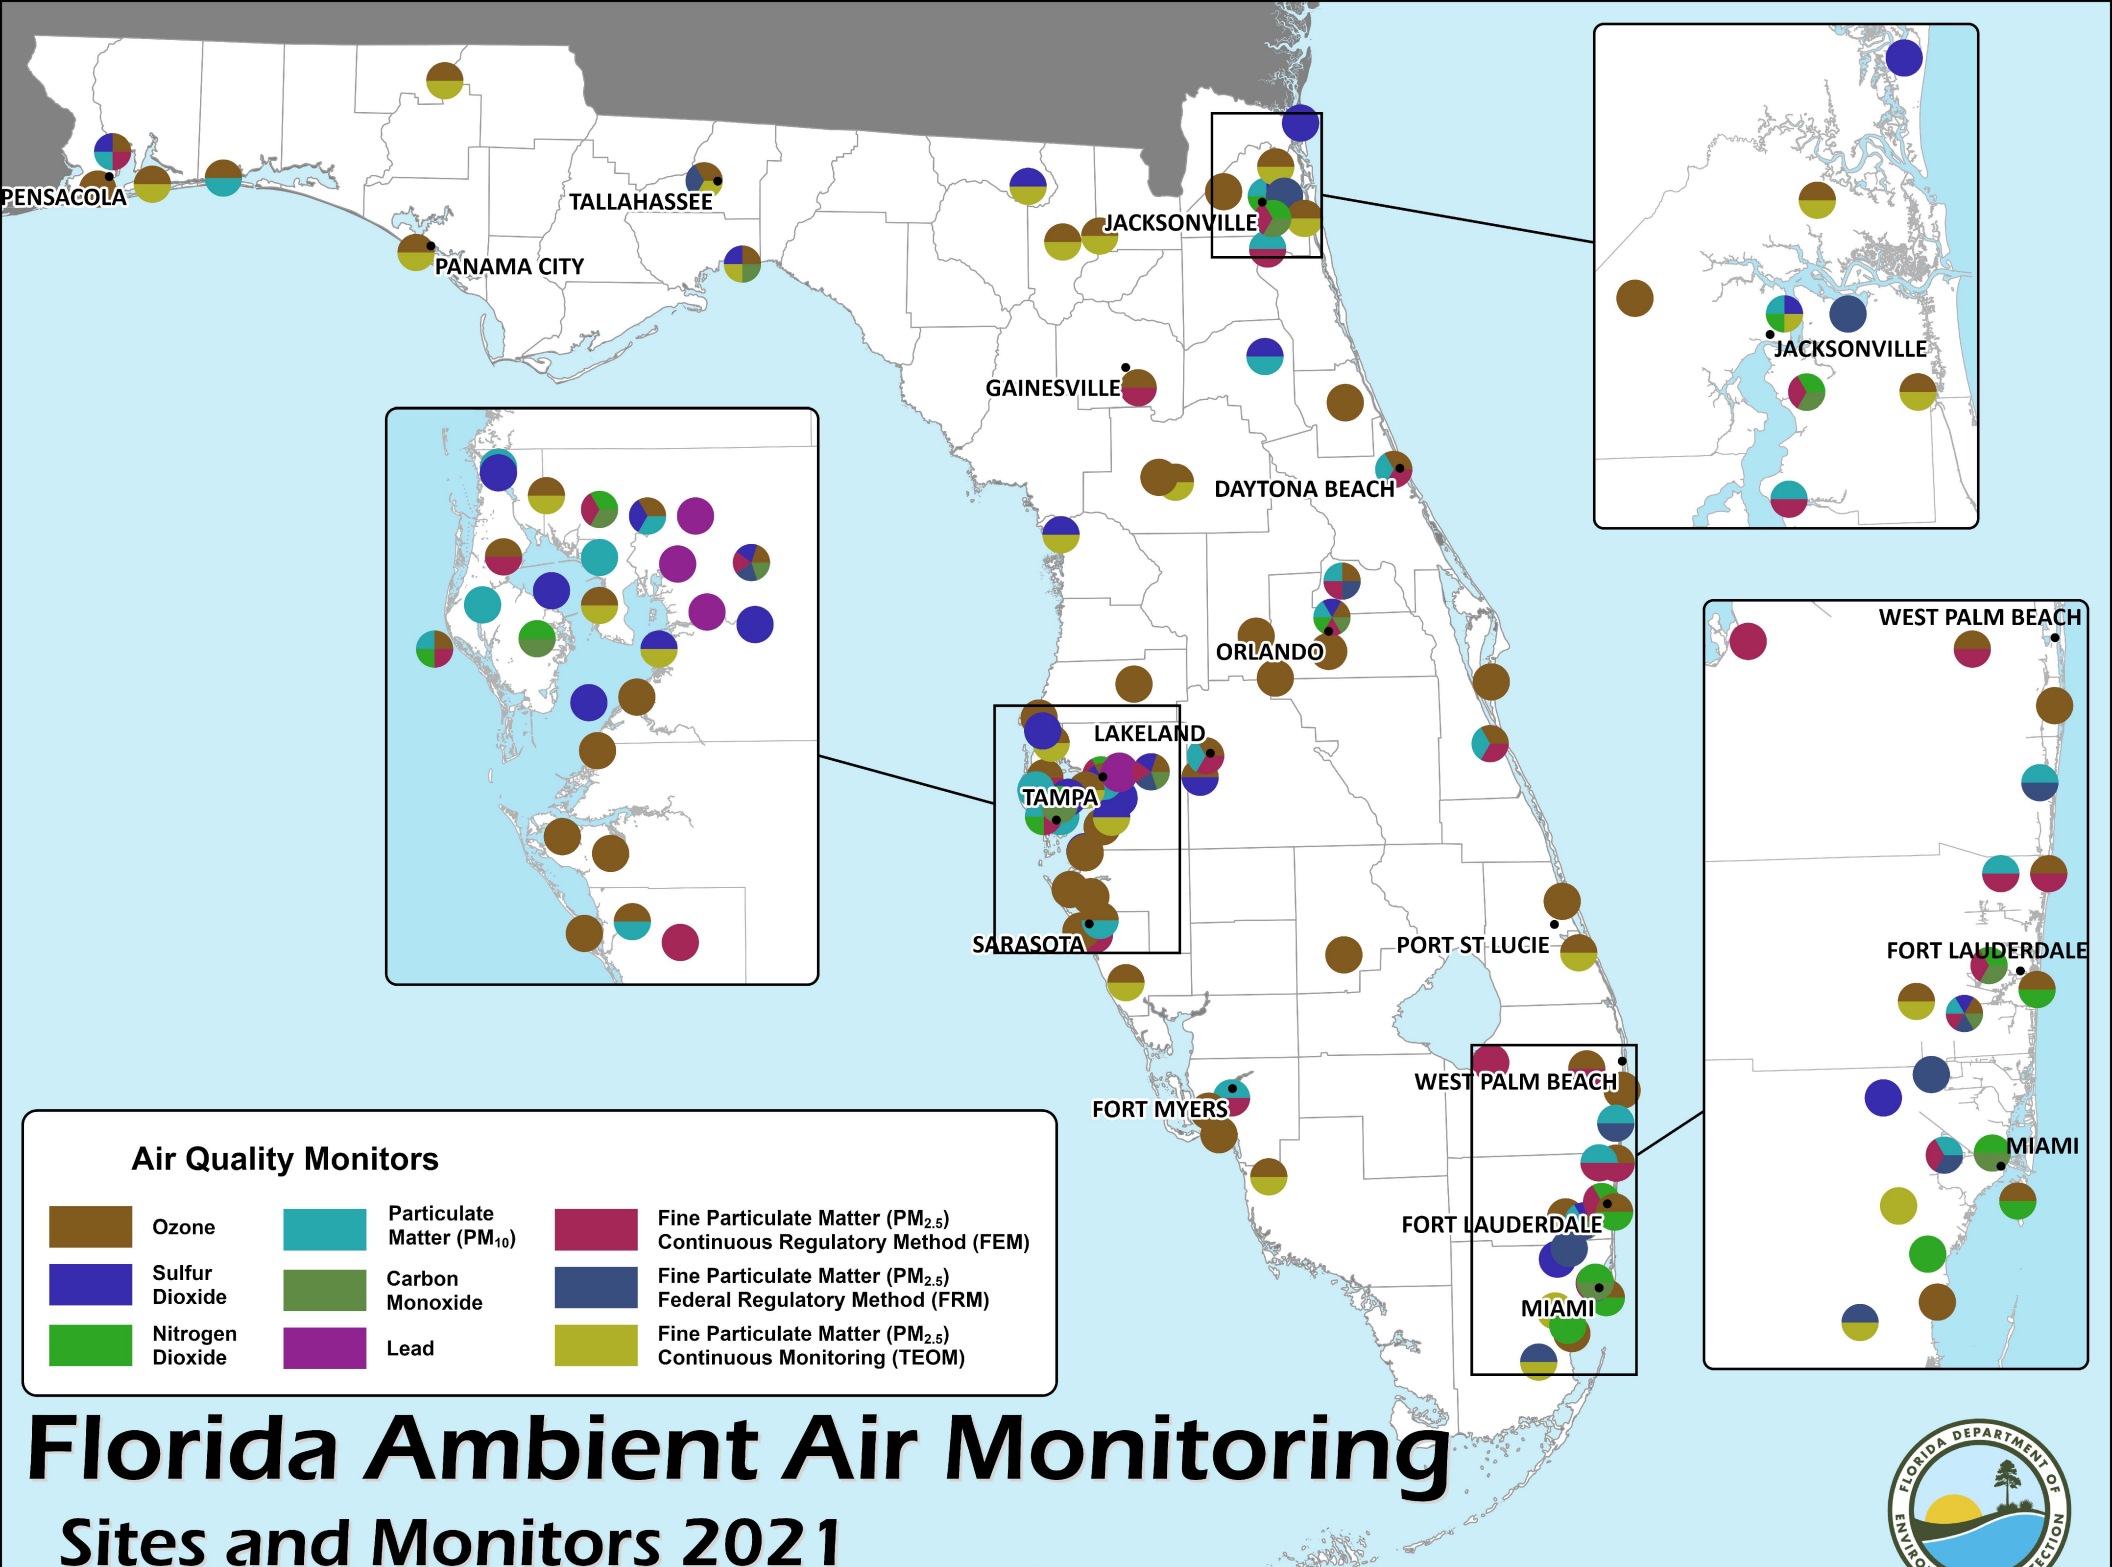 PENSACOLA
TALLAHASSEE
PANAMA CITY
JACKSONVILLE
GAINESVILLE
DAYTONA BEACH
ORLANDO
LAKELAND
TAMPA
SARASOTA
PORT ST LUCIE
FORT MYERS
WEST PALM BEACH
FORT LAUDERDALE
MIAMI
JACKSONVILLE
WEST PALM BEACH
FORT LAUDERDALE
MIAMI
Air Quality Monitors
Ozone
Sulfur
Dioxide
Nitrogen
Dioxide
Particulate
Matter (PM10)
Carbon
Monoxide
Lead
Fine Particulate Matter (PM2.5)
Continuous Regulatory Method (FEM)
Fine Particulate Matter (PM2.5)
Federal Regulatory Method (FRM)
Fine Particulate Matter (PM2.5)
Continuous Monitoring (TEOM)
Florida Ambient Air Monitoring
Sites and Monitors 2021
FLORIDA DEPARTMENT OF